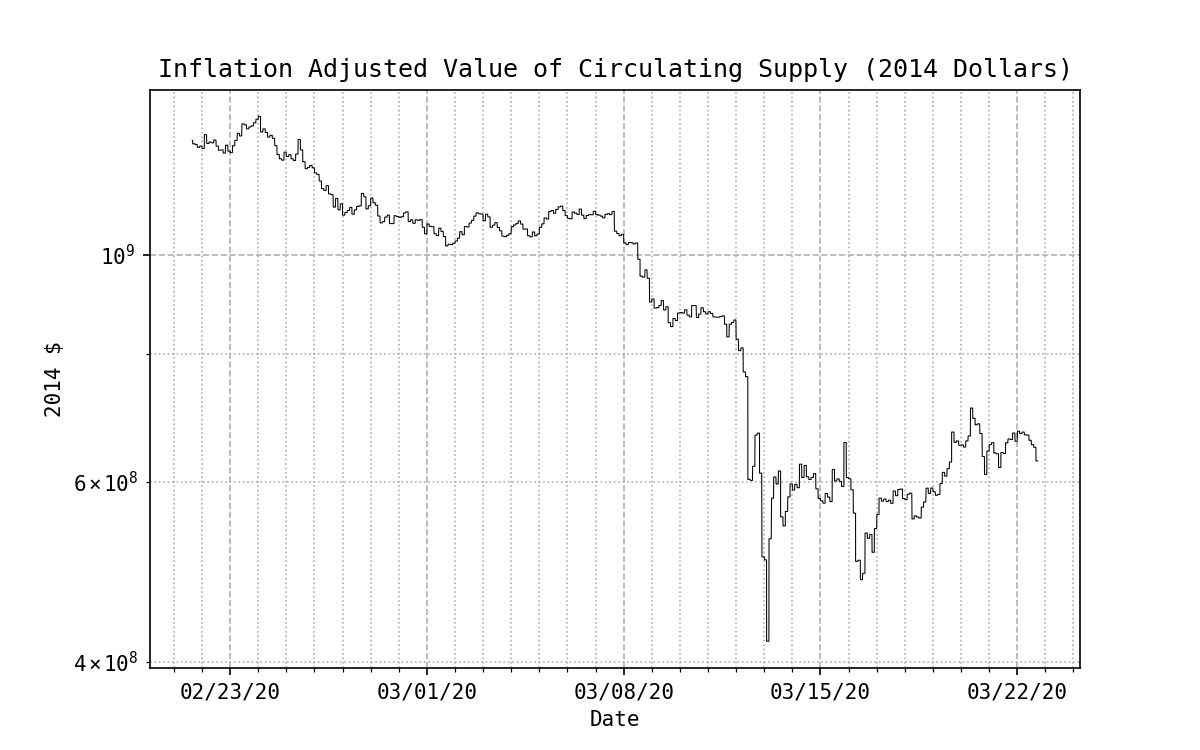 Inflation Adjusted Value of Circulating Supply (2014 Dollars)
2014 $
10⁹
6×10⁸
4×10⁸
02/23/20 03/01/20 03/08/20 03/15/20 03/22/20
Date